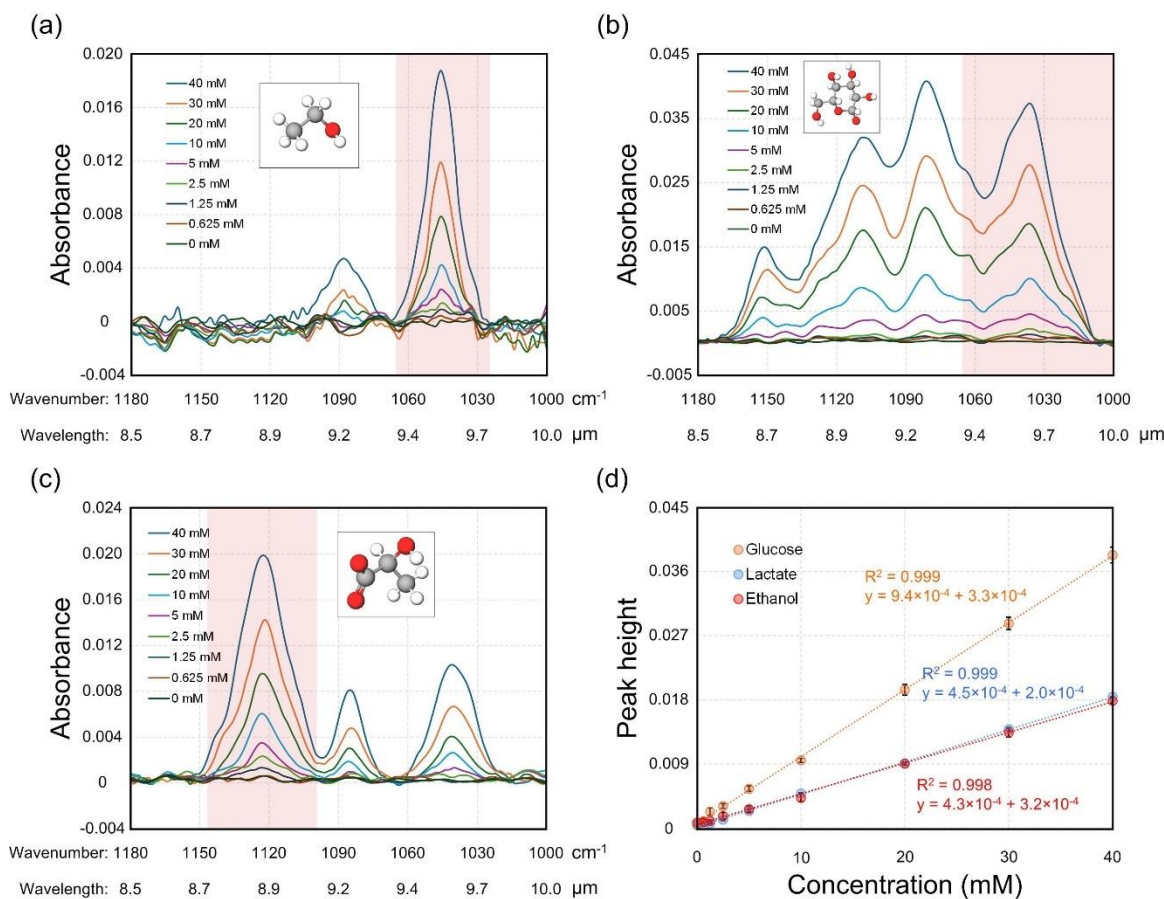 (a)
Absorbance
0.020
0.016
0.012
0.008
0.004
0
-0.004
40 mM
30 mM
20 mM
10 mM
5 mM
2.5 mM
1.25 mM
0.625 mM
0 mM
Wavenumber: 1180 1150 1120 1090 1060 1030 1000 cm⁻¹
Wavelength: 8.5 8.7 8.9 9.2 9.4 9.7 10.0 µm
(b)
Absorbance
0.045
0.035
0.025
0.015
0.005
-0.005
40 mM
30 mM
20 mM
10 mM
5 mM
2.5 mM
1.25 mM
0.625 mM
0 mM
1180 1150 1120 1090 1060 1030 1000
8.5 8.7 8.9 9.2 9.4 9.7 10.0 µm
(c)
Absorbance
0.024
0.020
0.016
0.012
0.008
0.004
0
-0.004
40 mM
30 mM
20 mM
10 mM
5 mM
2.5 mM
1.25 mM
0.625 mM
0 mM
Wavenumber: 1180 1150 1120 1090 1060 1030 1000 cm⁻¹
Wavelength: 8.5 8.7 8.9 9.2 9.4 9.7 10.0 µm
(d)
Peak height
0.045
0.036
0.027
0.018
0.009
0
Glucose
Lactate
Ethanol
R² = 0.999
y = 9.4×10⁻⁴ + 3.3×10⁻⁴
R² = 0.999
y = 4.5×10⁻⁴ + 2.0×10⁻⁴
R² = 0.998
y = 4.3×10⁻⁴ + 3.2×10⁻⁴
0 10 20 30 40
Concentration (mM)